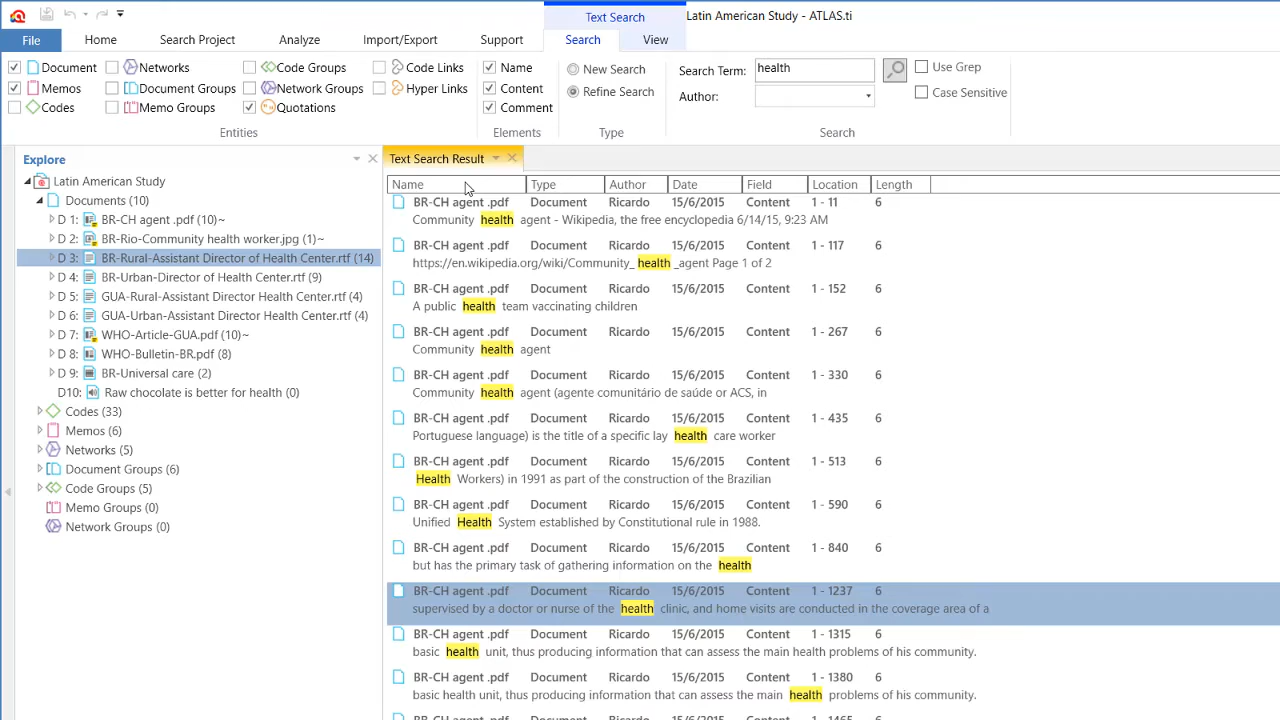 Text Search
Latin American Study - ATLAS.ti
File Home Search Project Analyze Import/Export Support Search View
Document Networks Code Groups Code Links Name New Search Search Term: health Use Grep
Memos Document Groups Network Groups Hyper Links Content Refine Search Author: Case Sensitive
Codes Memo Groups Quotations Comment
Entities Elements Type Search
Explore
Latin American Study
Documents (10)
D 1: BR-CH agent .pdf (10)~
D 2: BR-Rio-Community health worker.jpg (1)~
D 3: BR-Rural-Assistant Director of Health Center.rtf (14)
D 4: BR-Urban-Director of Health Center.rtf (9)
D 5: GUA-Rural-Assistant Director Health Center.rtf (4)
D 6: GUA-Urban-Assistant Director Health Center.rtf (4)
D 7: WHO-Article-GUA.pdf (10)~
D 8: WHO-Bulletin-BR.pdf (8)
D 9: BR-Universal care (2)
D10: Raw chocolate is better for health (0)
Codes (33)
Memos (6)
Networks (5)
Document Groups (6)
Code Groups (5)
Memo Groups (0)
Network Groups (0)
Text Search Result
Name Type Author Date Field Location Length
BR-CH agent .pdf Document Ricardo 15/6/2015 Content 1 - 11 6
Community health agent - Wikipedia, the free encyclopedia 6/14/15, 9:23 AM
BR-CH agent .pdf Document Ricardo 15/6/2015 Content 1 - 117 6
https://en.wikipedia.org/wiki/Community_ health _agent Page 1 of 2
BR-CH agent .pdf Document Ricardo 15/6/2015 Content 1 - 152 6
A public health team vaccinating children
BR-CH agent .pdf Document Ricardo 15/6/2015 Content 1 - 267 6
Community health agent
BR-CH agent .pdf Document Ricardo 15/6/2015 Content 1 - 330 6
Community health agent (agente comunitário de saúde or ACS, in
BR-CH agent .pdf Document Ricardo 15/6/2015 Content 1 - 435 6
Portuguese language) is the title of a specific lay health care worker
BR-CH agent .pdf Document Ricardo 15/6/2015 Content 1 - 513 6
Health Workers) in 1991 as part of the construction of the Brazilian
BR-CH agent .pdf Document Ricardo 15/6/2015 Content 1 - 590 6
Unified Health System established by Constitutional rule in 1988.
BR-CH agent .pdf Document Ricardo 15/6/2015 Content 1 - 840 6
but has the primary task of gathering information on the health
BR-CH agent .pdf Document Ricardo 15/6/2015 Content 1 - 1237 6
supervised by a doctor or nurse of the health clinic, and home visits are conducted in the coverage area of a
BR-CH agent .pdf Document Ricardo 15/6/2015 Content 1 - 1315 6
basic health unit, thus producing information that can assess the main health problems of his community.
BR-CH agent .pdf Document Ricardo 15/6/2015 Content 1 - 1380 6
basic health unit, thus producing information that can assess the main health problems of his community.
BR-CH agent .pdf Document Ricardo 15/6/2015 Content 1 - 1465 6